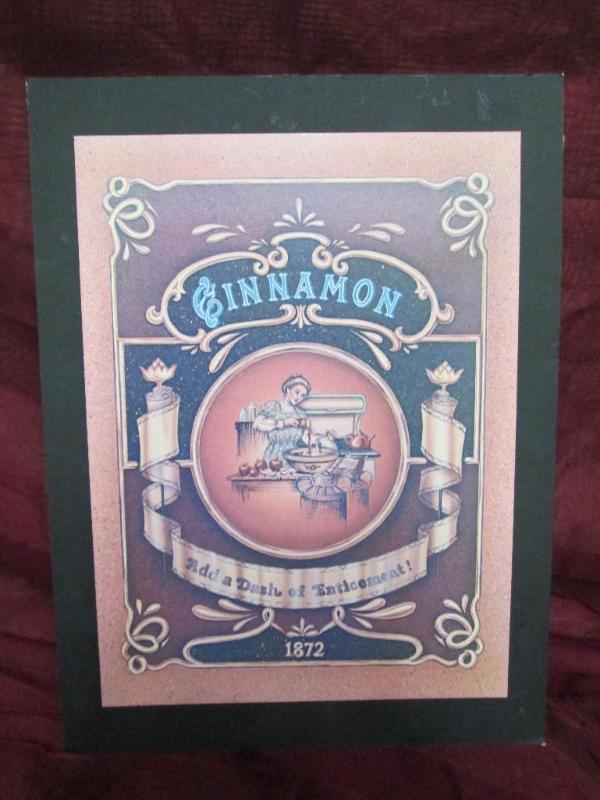 CINNAMON
Add a Dash of Enticement!
1872